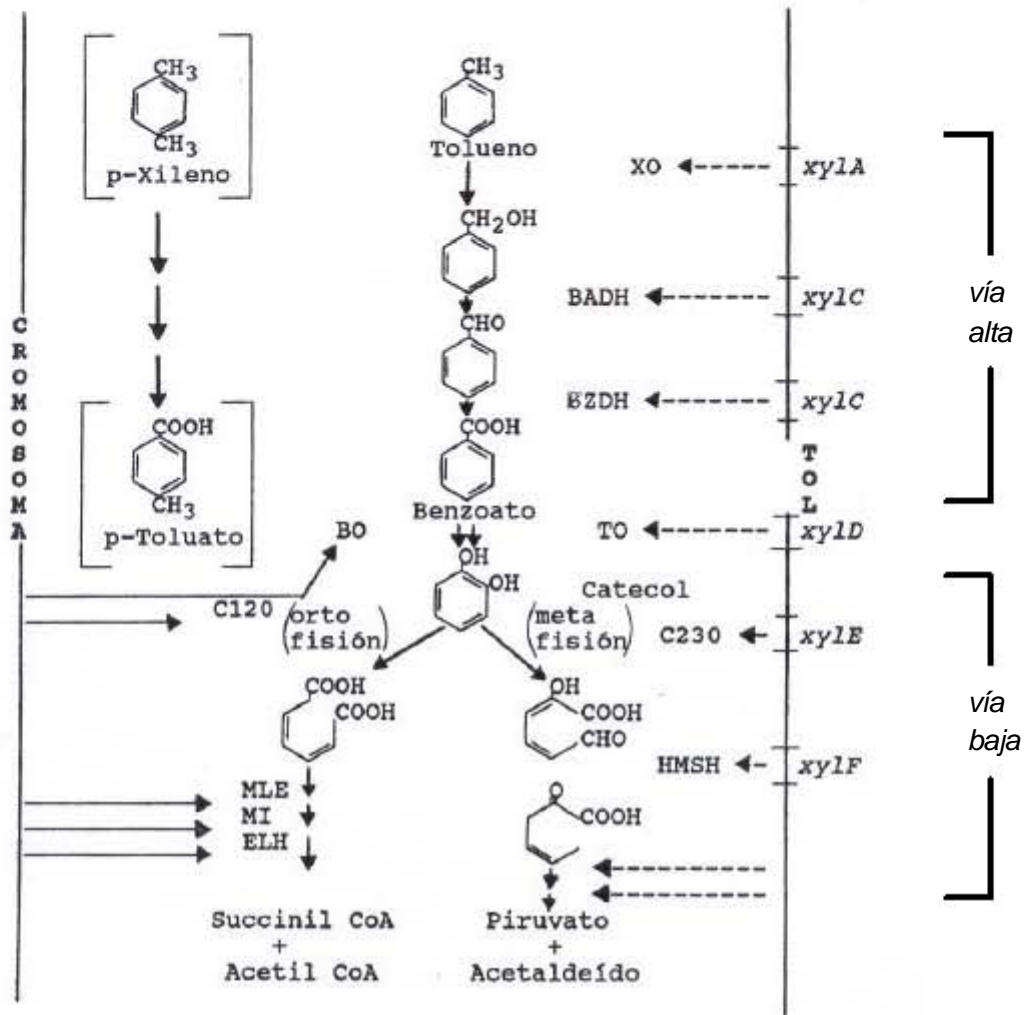 CH3
CH3
p-Xileno
CH3
Tolueno
XO
xylA
CH2OH
BADH
xylC
vía
alta
CHO
BZDH
xylC
CROMOSOMA
COOH
CH3
p-Toluato
COOH
Benzoato
TOL
BO
TO
xylD
OH
OH
Catecol
C120
(orto
fisión)
(meta
fisión)
C230
xylE
COOH
COOH
OH
COOH
CHO
vía
baja
HMSH
xylF
MLE
MI
ELH
O
COOH
Succinil CoA
+
Acetil CoA
Piruvato
+
Acetaldeído